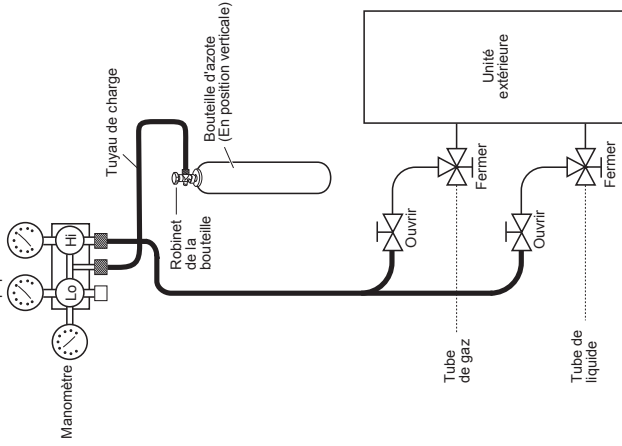 Manomètre
Lo
Hi
Tuyau de charge
Robinet
de la
bouteille
Bouteille d'azote
(En position verticale)
Ouvrir
Fermer
Unité
extérieure
Tube
de gaz
Ouvrir
Fermer
Tube de
liquide